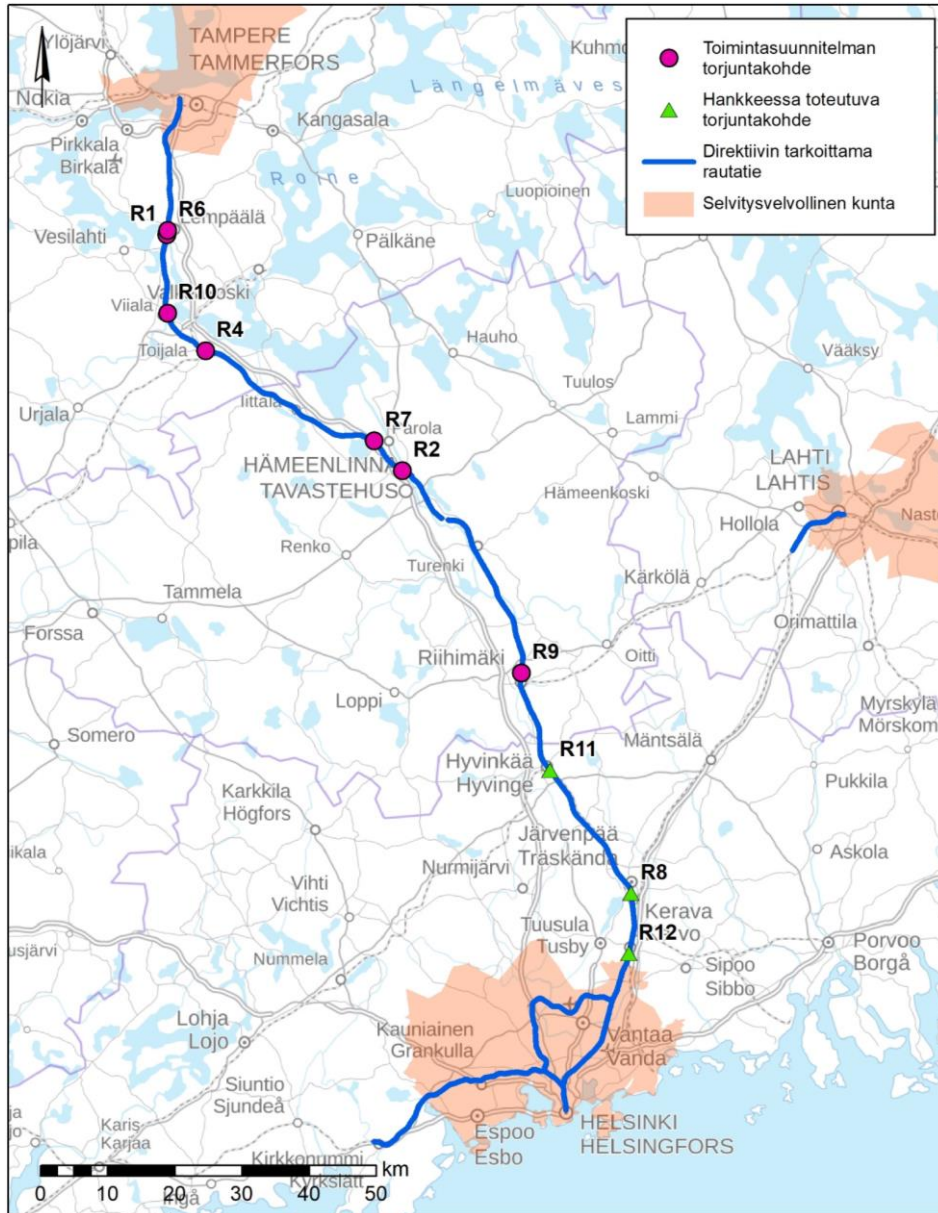 Ylöjärvi
TAMPERE
TAMMERFORS
Nokia
Pirkkala
Birkala
Kangasala
Längelmäves
Kuhmo
Toimintasuunnitelman
torjuntakohde
Hankkeessa toteutuva
torjuntakohde
Direktiivin tarkoittama
rautatie
Selvitysvelvollinen kunta
Roine
Luopioinen
R1
R6
Lempäälä
Vesilahti
Pälkäne
R10
Viiala
R4
Toijala
Hauho
Vääksy
Urjala
Iittala
Tuulos
Lammi
R7
Parola
R2
HÄMEENLINNA
TAVASTEHUS
LAHTI
LAHTIS
Hämeenkoski
Hollola
Nasto
pila
Renko
Turenki
Tammela
Kärkölä
Forssa
Orimattila
Riihimäki
R9
Oitti
Loppi
Myrskylä
Mörskom
Somero
R11
Hyvinkää
Hyvinge
Mäntsälä
Pukkila
Karkkila
Högfors
Järvenpää
Träskända
ikala
Nurmijärvi
R8
Askola
Vihti
Vichtis
Kerava
R12
Tuusula
Tusby
usjärvi
Nummela
Sipoo
Sibbo
Porvoo
Borgå
Lohja
Lojo
Kauniainen
Grankulla
Vantaa
Vanda
Siuntio
Sjundeå
Karis
Karjaa
Espoo
Esbo
HELSINKI
HELSINGFORS
Kirkkonummi
Kyrkslätt
km
0 10 20 30 40 50